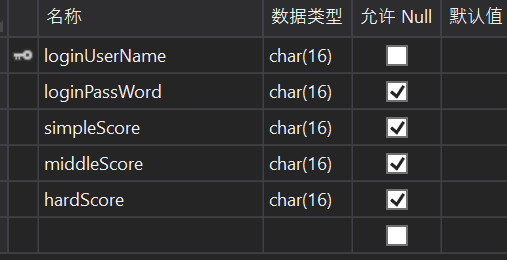 名称 数据类型 允许 Null 默认值
loginUserName char(16)
loginPassWord char(16)
simpleScore char(16)
middleScore char(16)
hardScore char(16)